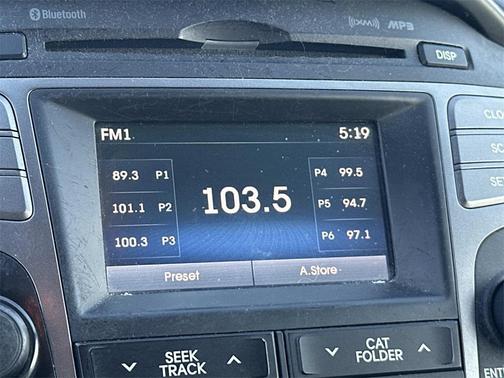 Bluetooth
XM MP3
DISP
FM1 5:19
89.3 P1 P4 99.5
101.1 P2 103.5 P5 94.7
100.3 P3 P6 97.1
Preset A.Store
SEEK TRACK
CAT FOLDER